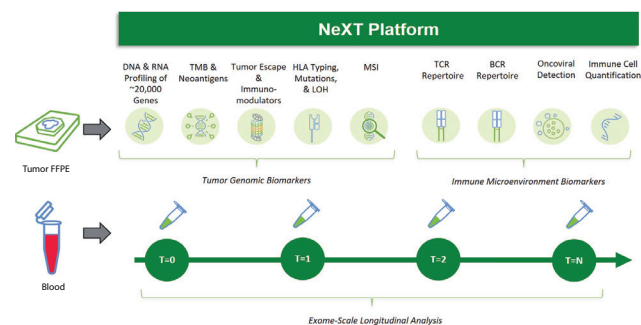 NeXT Platform
DNA & RNA
Profiling of
~20,000
Genes
TMB &
Neoantigens
Tumor Escape
&
Immuno-
modulators
HLA Typing,
Mutations,
& LOH
MSI
TCR
Repertoire
BCR
Repertoire
Oncoviral
Detection
Immune Cell
Quantification
Tumor FFPE
Tumor Genomic Biomarkers
Immune Microenvironment Biomarkers
T=0
T=1
T=2
T=N
Blood
Exome-Scale Longitudinal Analysis